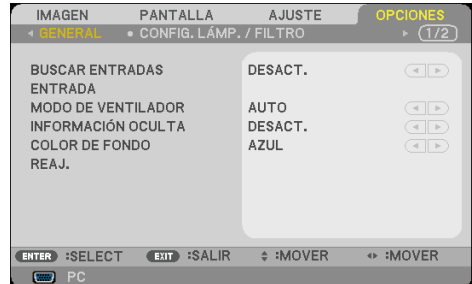 IMAGEN PANTALLA AJUSTE OPCIONES
GENERAL • CONFIG. LÁMP. / FILTRO (1/2)
BUSCAR ENTRADAS DESACT.
ENTRADA
MODO DE VENTILADOR AUTO
INFORMACIÓN OCULTA DESACT.
COLOR DE FONDO AZUL
REAJ.
ENTER :SELECT EXIT :SALIR :MOVER :MOVER
PC